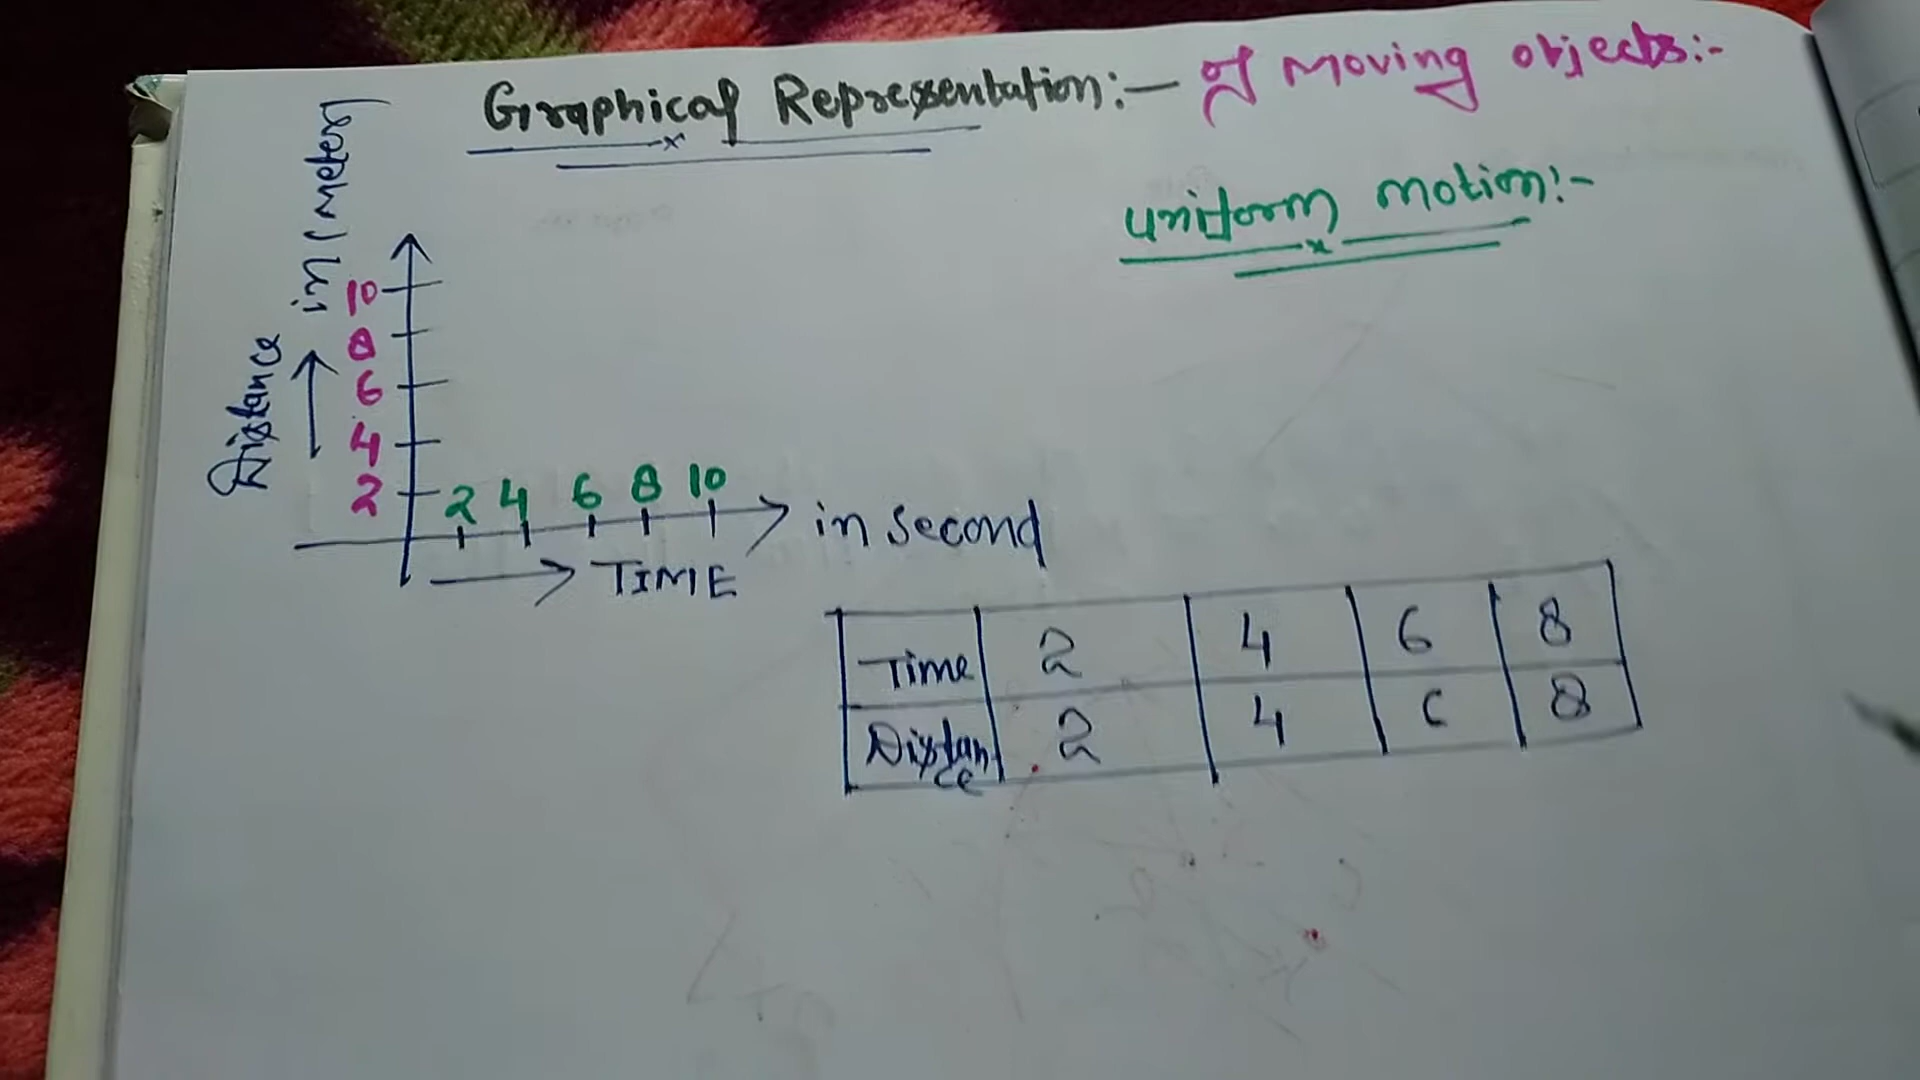 Graphical Representation:- of moving objects:-
uniform motion:-
Distance in (meter)
10
8
6
4
2
2 4 6 8 10
in second
TIME
Time 2 4 6 8
Distance 2 4 6 8